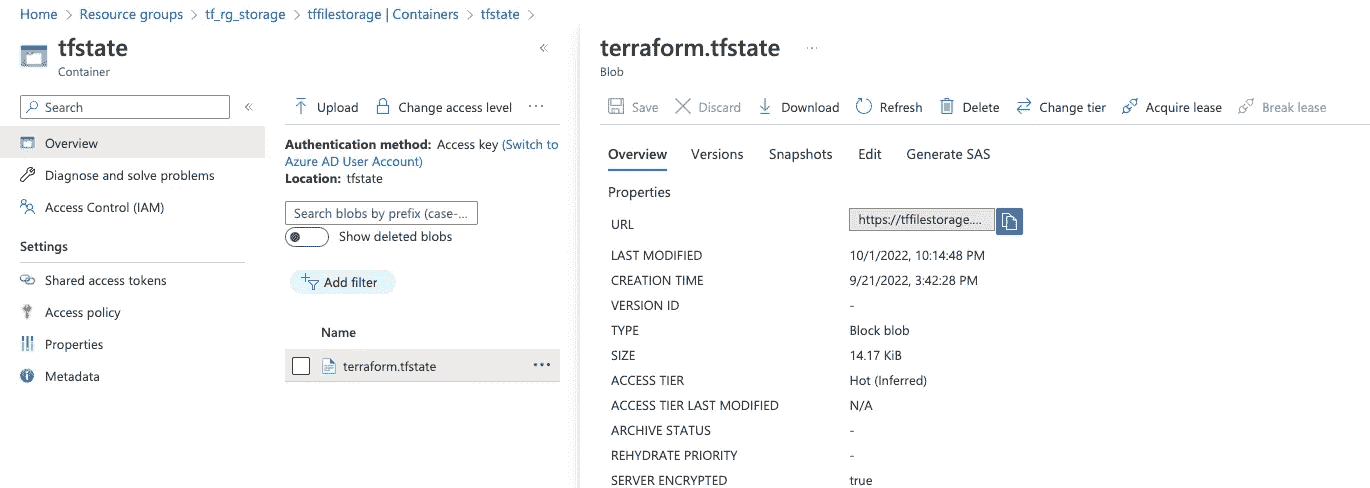 Home > Resource groups > tf_rg_storage > tffilestorage | Containers > tfstate >
tfstate
Container
«
Search
«
Overview
Diagnose and solve problems
Access Control (IAM)
Settings
Shared access tokens
Access policy
Properties
Metadata
Upload Change access level ...
Authentication method: Access key (Switch to
Azure AD User Account)
Location: tfstate
Search blobs by prefix (case-...
Show deleted blobs
Add filter
Name
terraform.tfstate ...
terraform.tfstate ...
Blob
Save Discard Download Refresh Delete Change tier Acquire lease Break lease
Overview Versions Snapshots Edit Generate SAS
Properties
URL https://tffilestorage....
LAST MODIFIED 10/1/2022, 10:14:48 PM
CREATION TIME 9/21/2022, 3:42:28 PM
VERSION ID -
TYPE Block blob
SIZE 14.17 KiB
ACCESS TIER Hot (Inferred)
ACCESS TIER LAST MODIFIED N/A
ARCHIVE STATUS -
REHYDRATE PRIORITY -
SERVER ENCRYPTED true